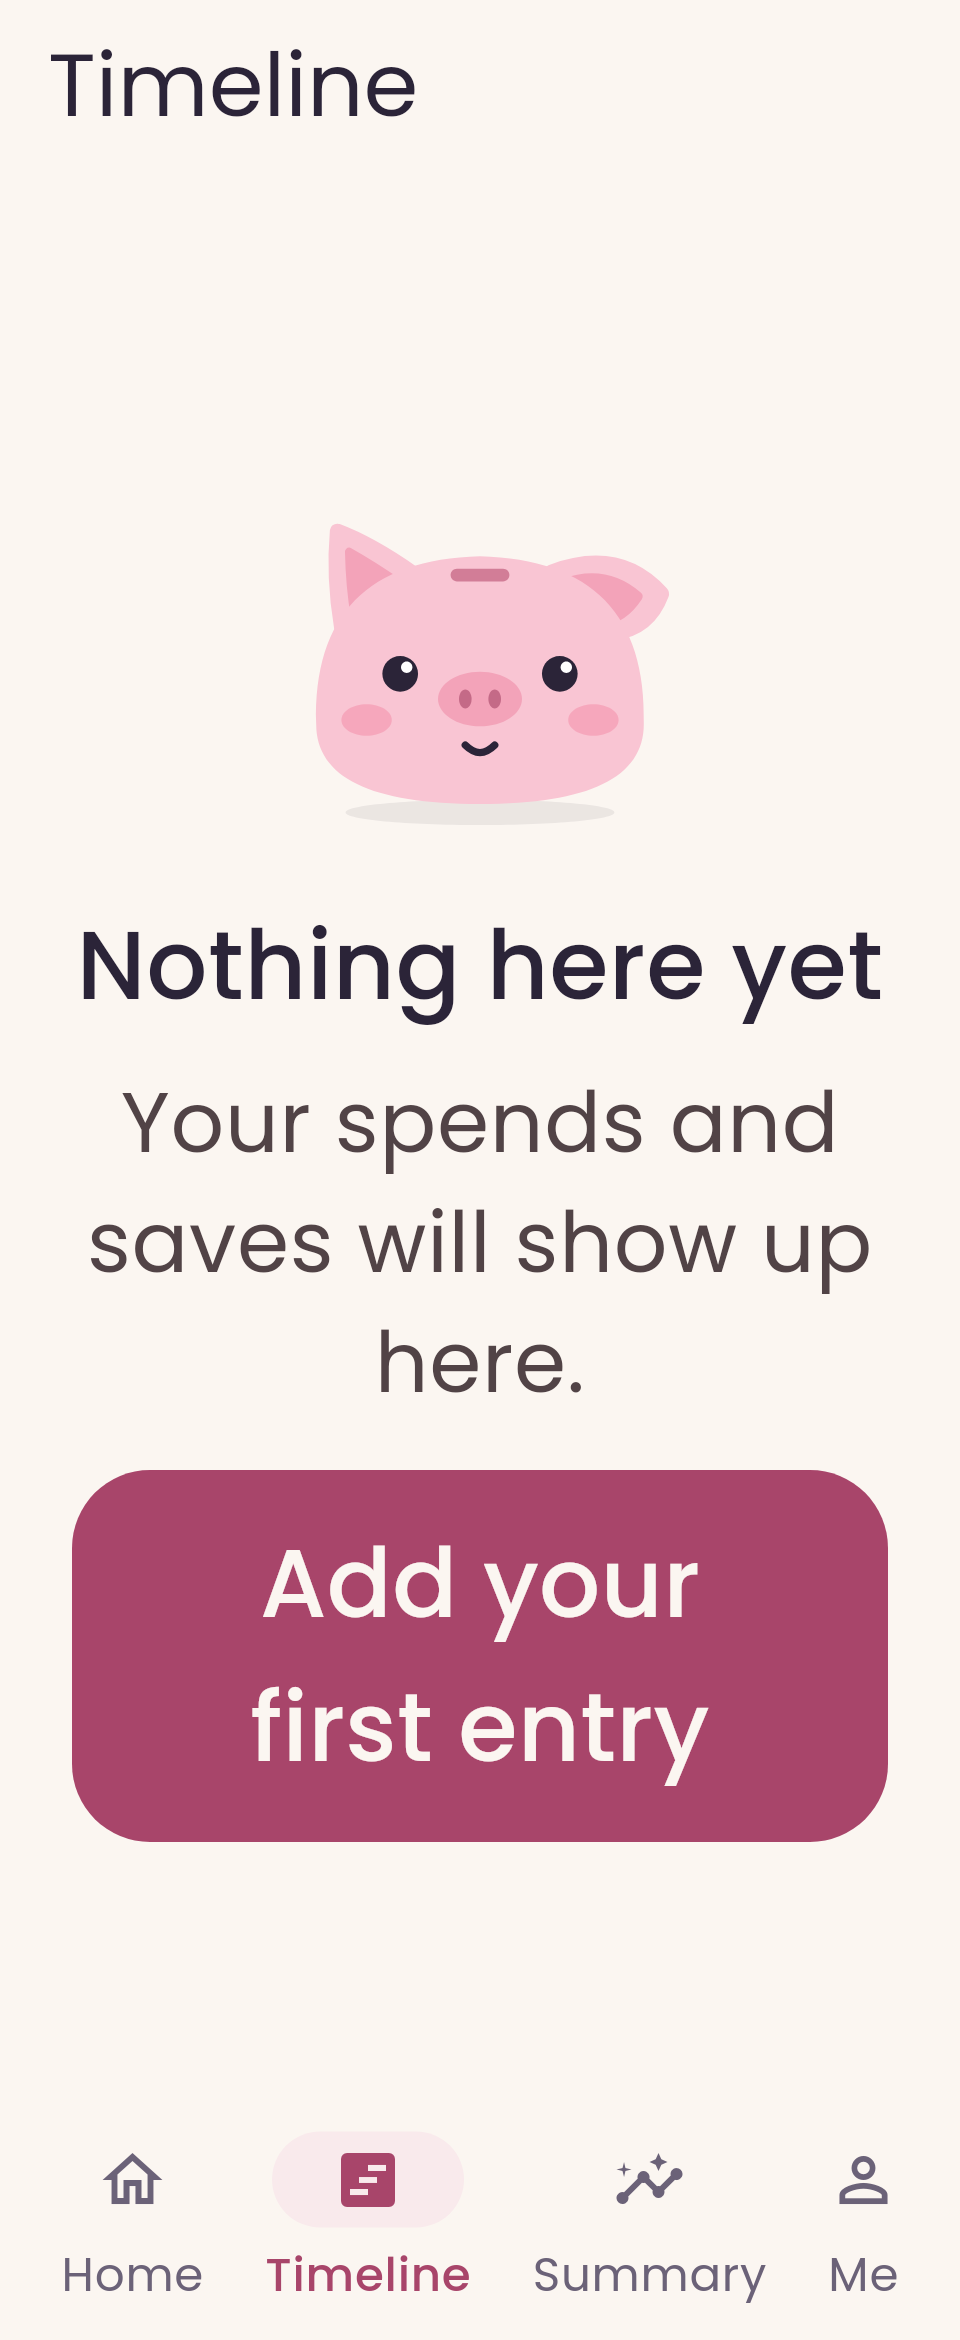 Timeline
Nothing here yet
Your spends and
saves will show up
here.
Add your
first entry
Home
Timeline
Summary
Me